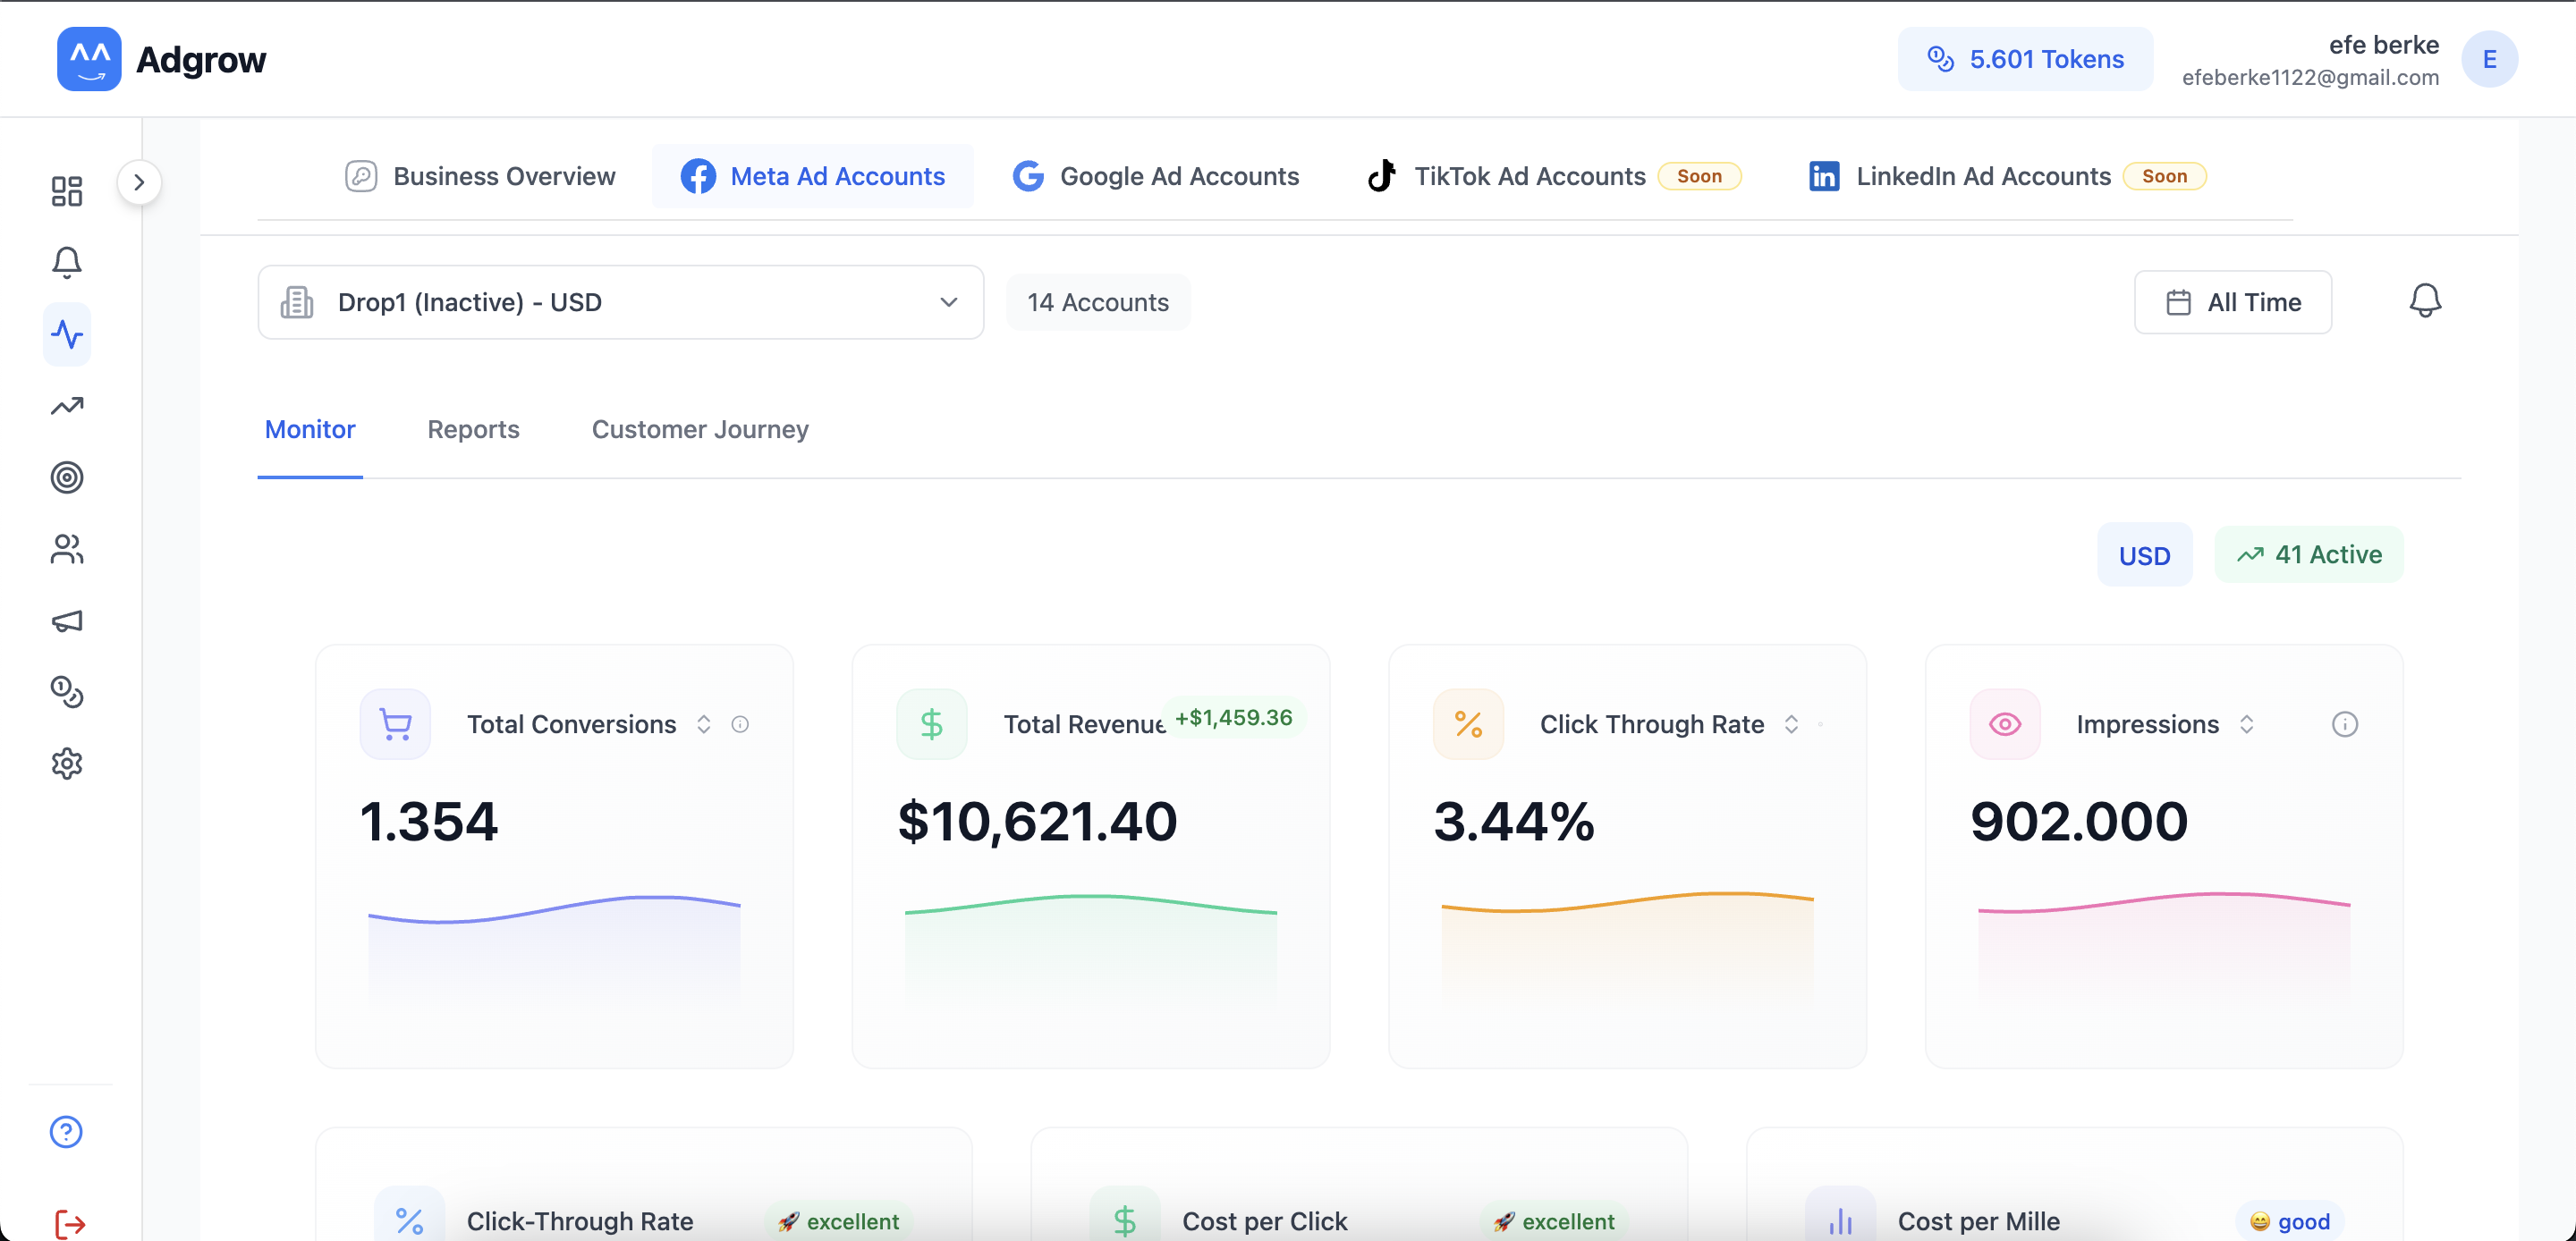 Adgrow
5.601 Tokens
efe berke
efeberke1122@gmail.com
E
Business Overview
Meta Ad Accounts
Google Ad Accounts
TikTok Ad Accounts Soon
LinkedIn Ad Accounts Soon
Drop1 (Inactive) - USD
14 Accounts
All Time
Monitor
Reports
Customer Journey
USD
41 Active
Total Conversions
1.354
Total Revenue
+$1,459.36
$10,621.40
Click Through Rate
3.44%
Impressions
902.000
Click-Through Rate
🚀 excellent
Cost per Click
🚀 excellent
Cost per Mille
😄 good